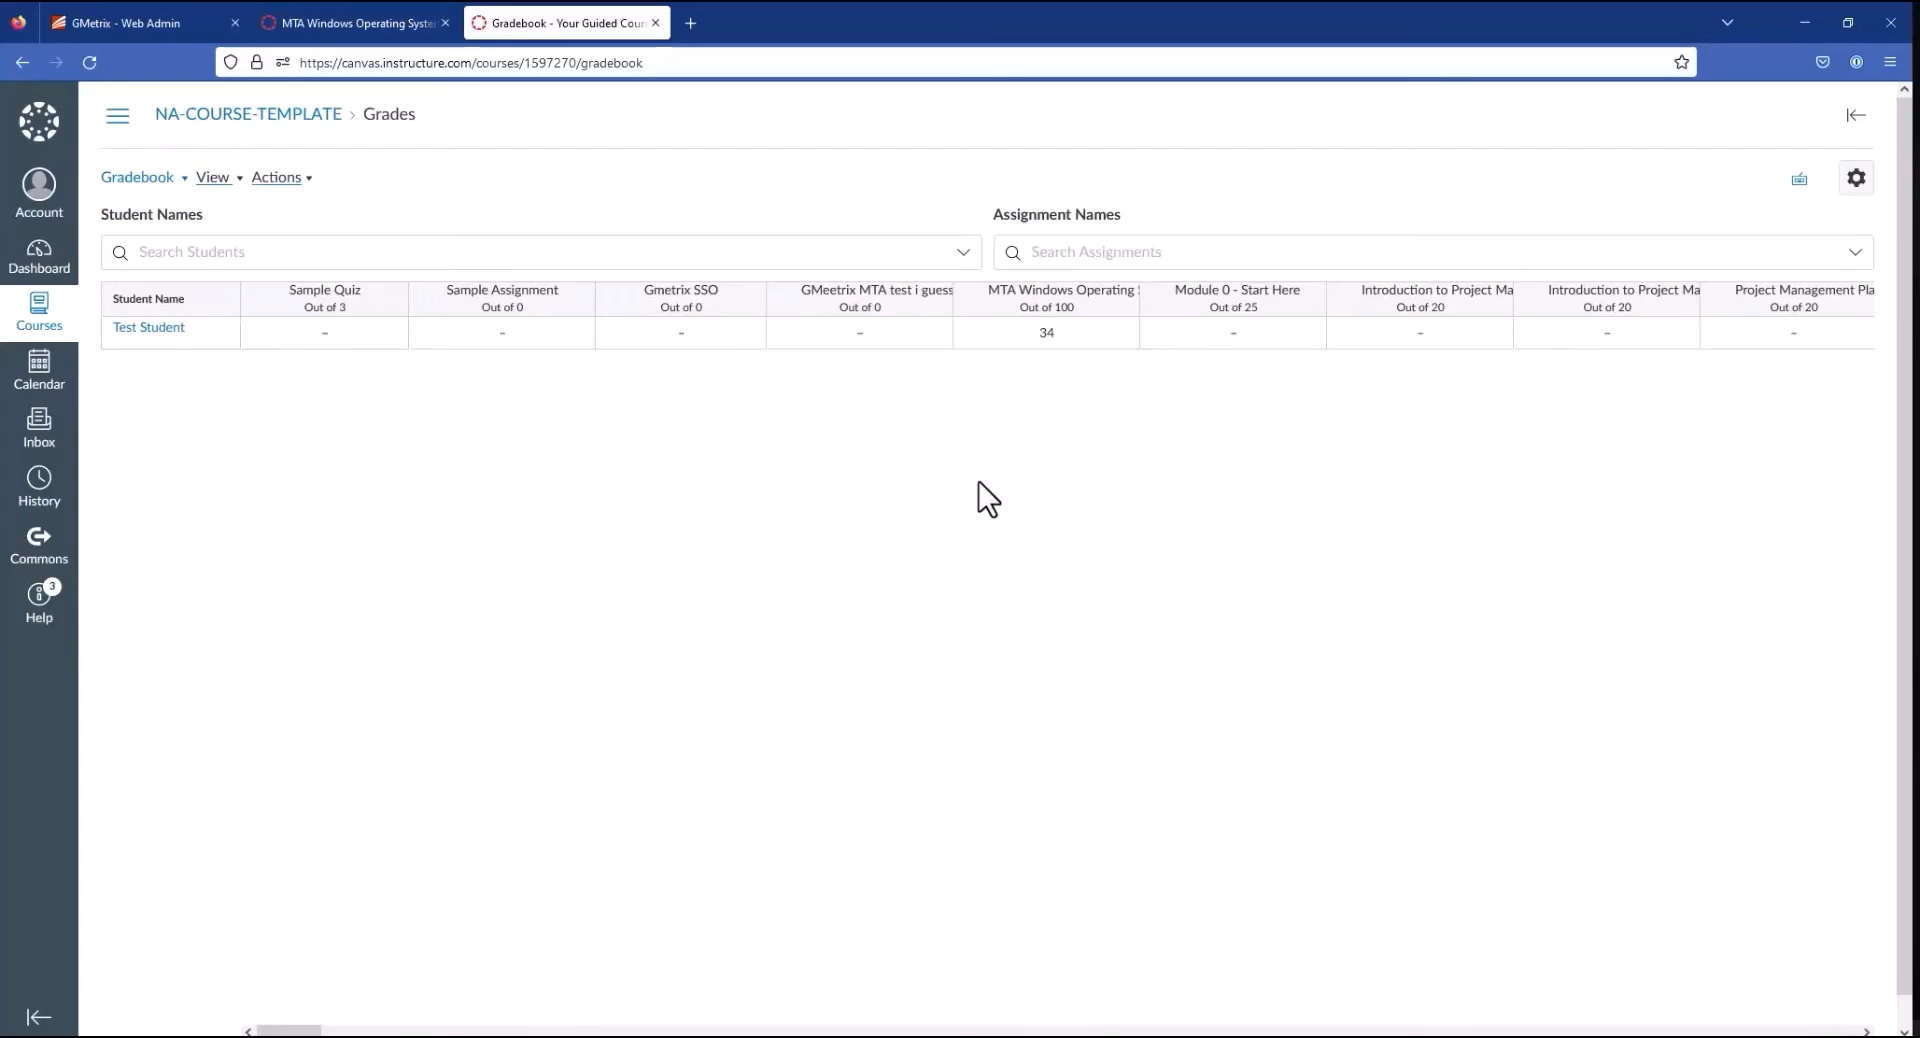 GMetrix - Web Admin
MTA Windows Operating Syste
Gradebook - Your Guided Cour
https://canvas.instructure.com/courses/1597270/gradebook
NA-COURSE-TEMPLATE > Grades
Gradebook View Actions
Account
Dashboard
Courses
Calendar
Inbox
History
Commons
3
Help
Student Names
Search Students
Assignment Names
Search Assignments
Student Name
Sample Quiz
Out of 3
Sample Assignment
Out of 0
Gmetrix SSO
Out of 0
GMeetrix MTA test i guess
Out of 0
MTA Windows Operating
Out of 100
Module 0 - Start Here
Out of 25
Introduction to Project Ma
Out of 20
Introduction to Project Ma
Out of 20
Project Management Pla
Out of 20
Test Student - - - - 34 - - - -